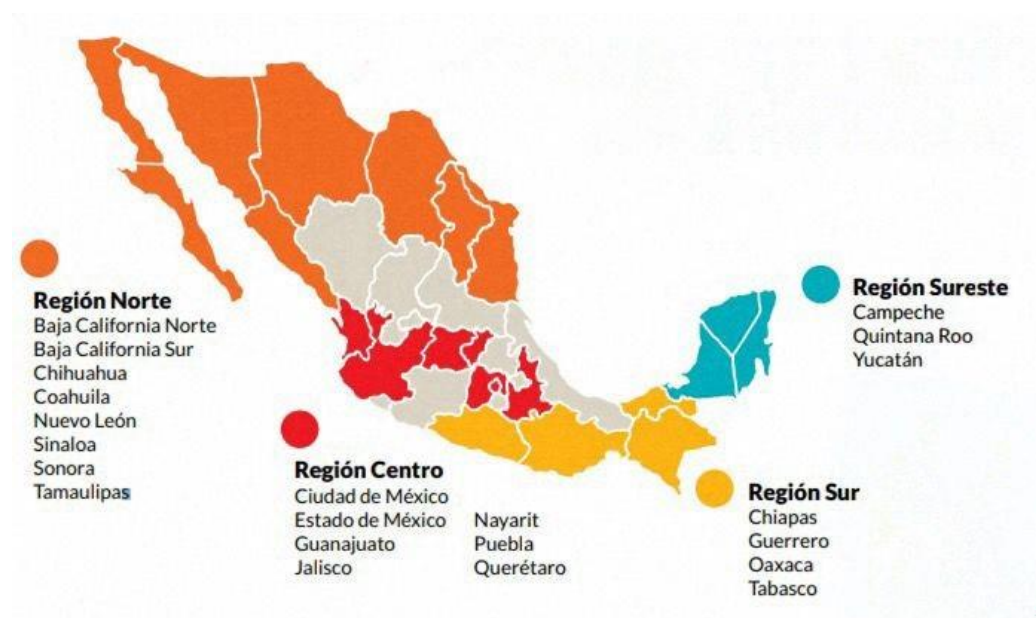 Región Norte
Baja California Norte
Baja California Sur
Chihuahua
Coahuila
Nuevo León
Sinaloa
Sonora
Tamaulipas
Región Centro
Ciudad de México
Estado de México
Guanajuato
Jalisco
Nayarit
Puebla
Querétaro
Región Sureste
Campeche
Quintana Roo
Yucatán
Región Sur
Chiapas
Guerrero
Oaxaca
Tabasco